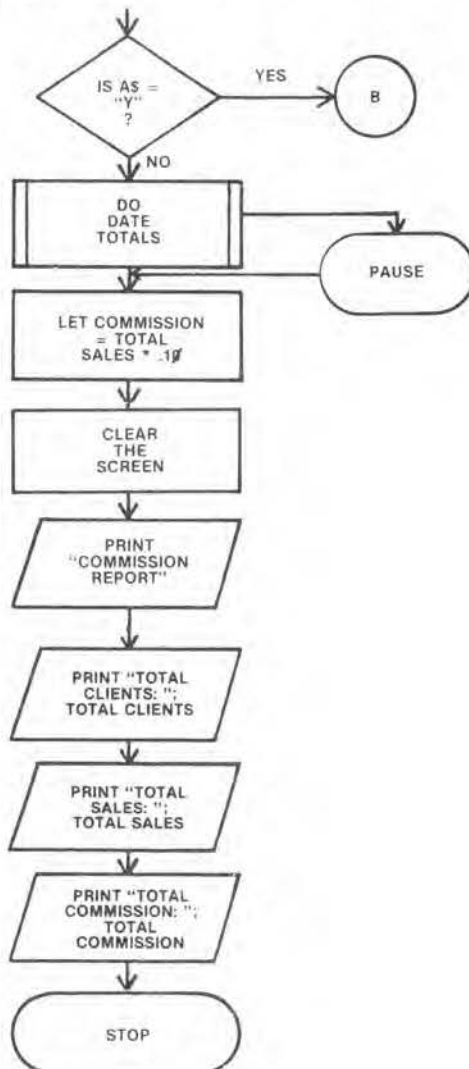 IS A$ =
"Y"
?
YES
B
NO
DO
DATE
TOTALS
PAUSE
LET COMMISSION
= TOTAL
SALES * .10
CLEAR
THE
SCREEN
PRINT
"COMMISSION
REPORT"
PRINT "TOTAL
CLIENTS: ";
TOTAL CLIENTS
PRINT "TOTAL
SALES: ";
TOTAL SALES
PRINT "TOTAL
COMMISSION: ";
TOTAL
COMMISSION
STOP